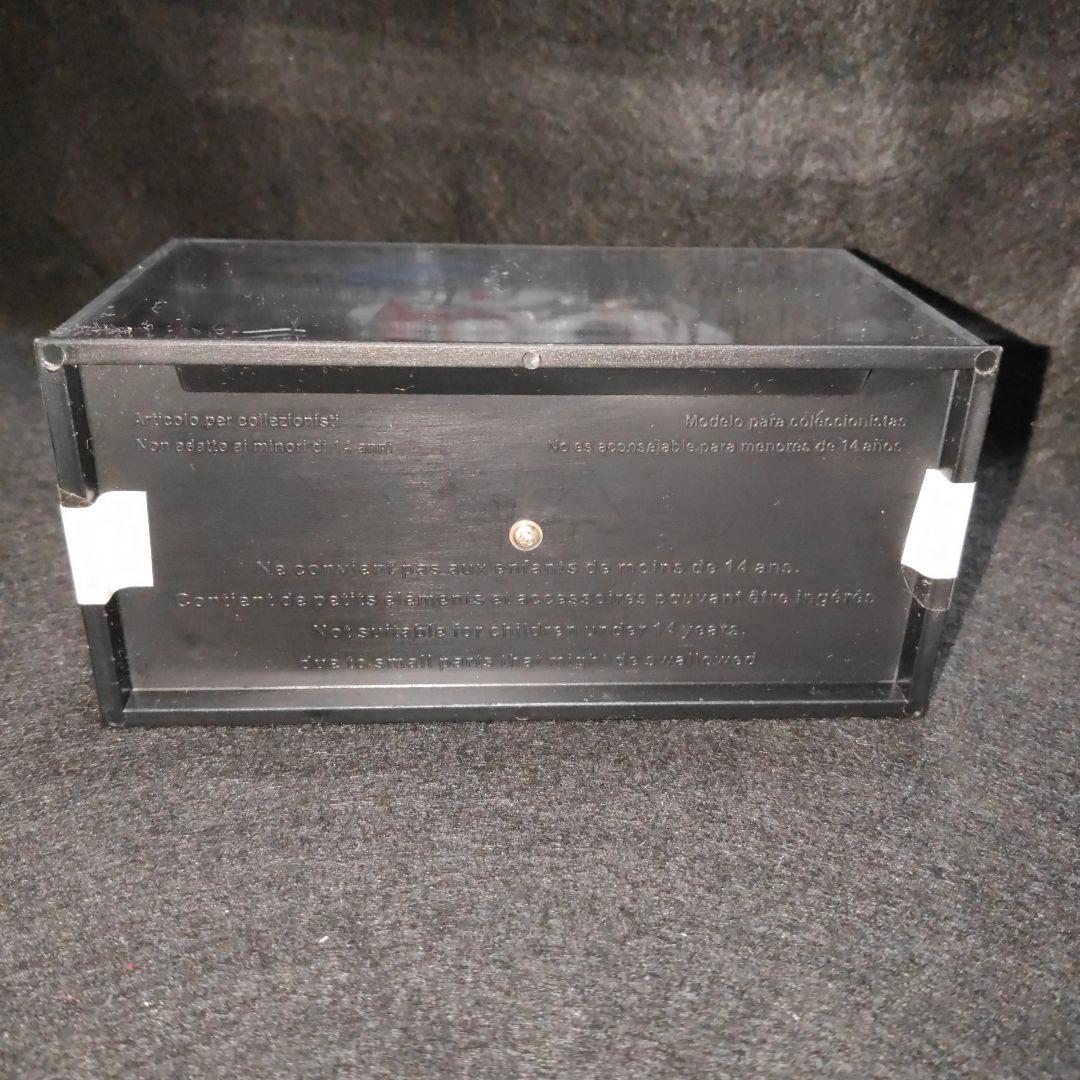 Articolo per collezionisti
Non adatto ai minori di 14 anni
Modelo para coleccionistas
No es aconsejable para menores de 14 años
Ne convient pas aux enfants de moins de 14 ans.
Contient de petits éléments et accessoires pouvant être ingérés
Not suitable for children under 14 years,
due to small parts that might de swallowed